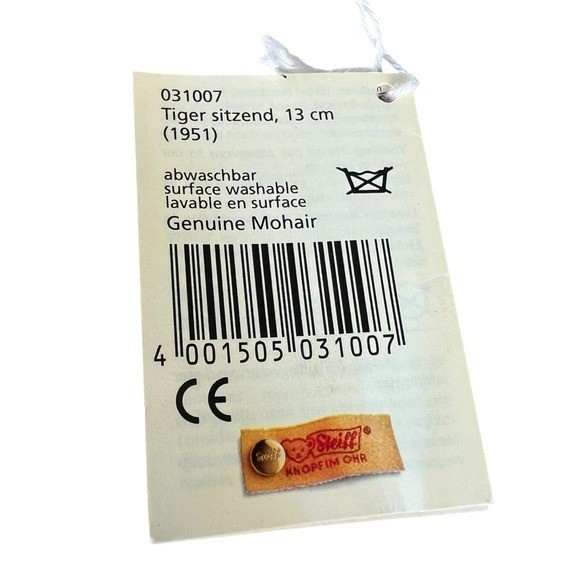 031007
Tiger sitzend, 13 cm
(1951)
abwaschbar
surface washable
lavable en surface
Genuine Mohair
4 001505 031007
CE
Steiff®
KNOPF IM OHR